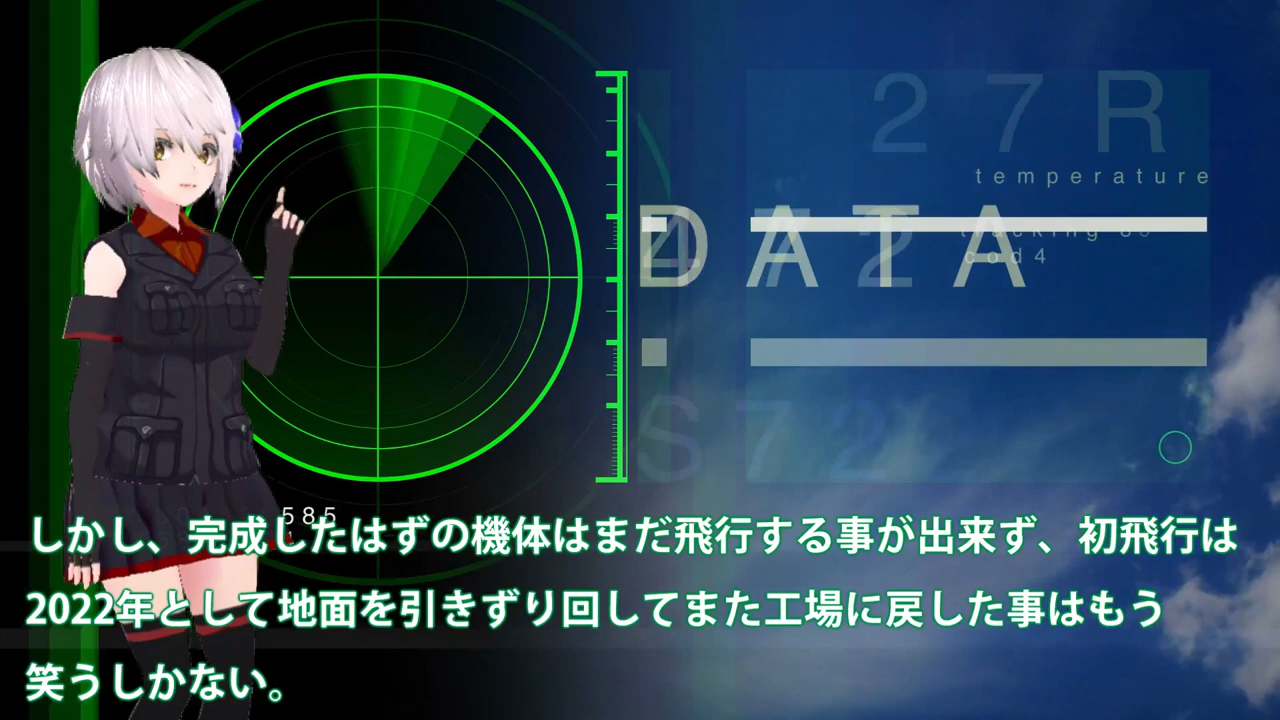 27R
temperature
DATA
cod4
S72
585
しかし、完成したはずの機体はまだ飛行する事が出来ず、初飛行は
2022年として地面を引きずり回してまた工場に戻した事はもう
笑うしかない。